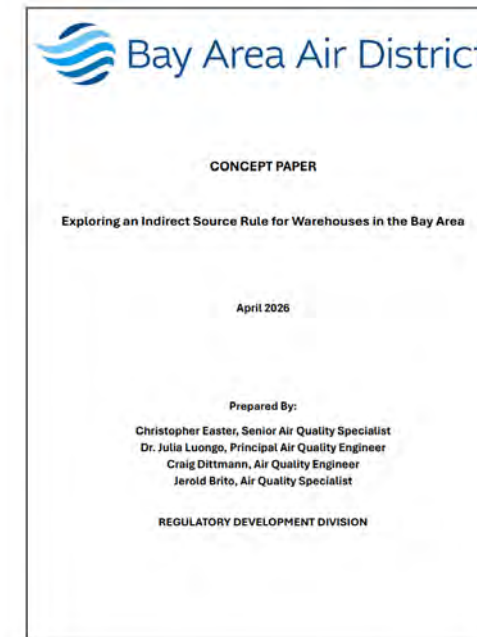 Bay Area Air Distric
CONCEPT PAPER
Exploring an Indirect Source Rule for Warehouses in the Bay Area
April 2026
Prepared By:
Christopher Easter, Senior Air Quality Specialist
Dr. Julia Luongo, Principal Air Quality Engineer
Craig Dittmann, Air Quality Engineer
Jerold Brito, Air Quality Specialist
REGULATORY DEVELOPMENT DIVISION